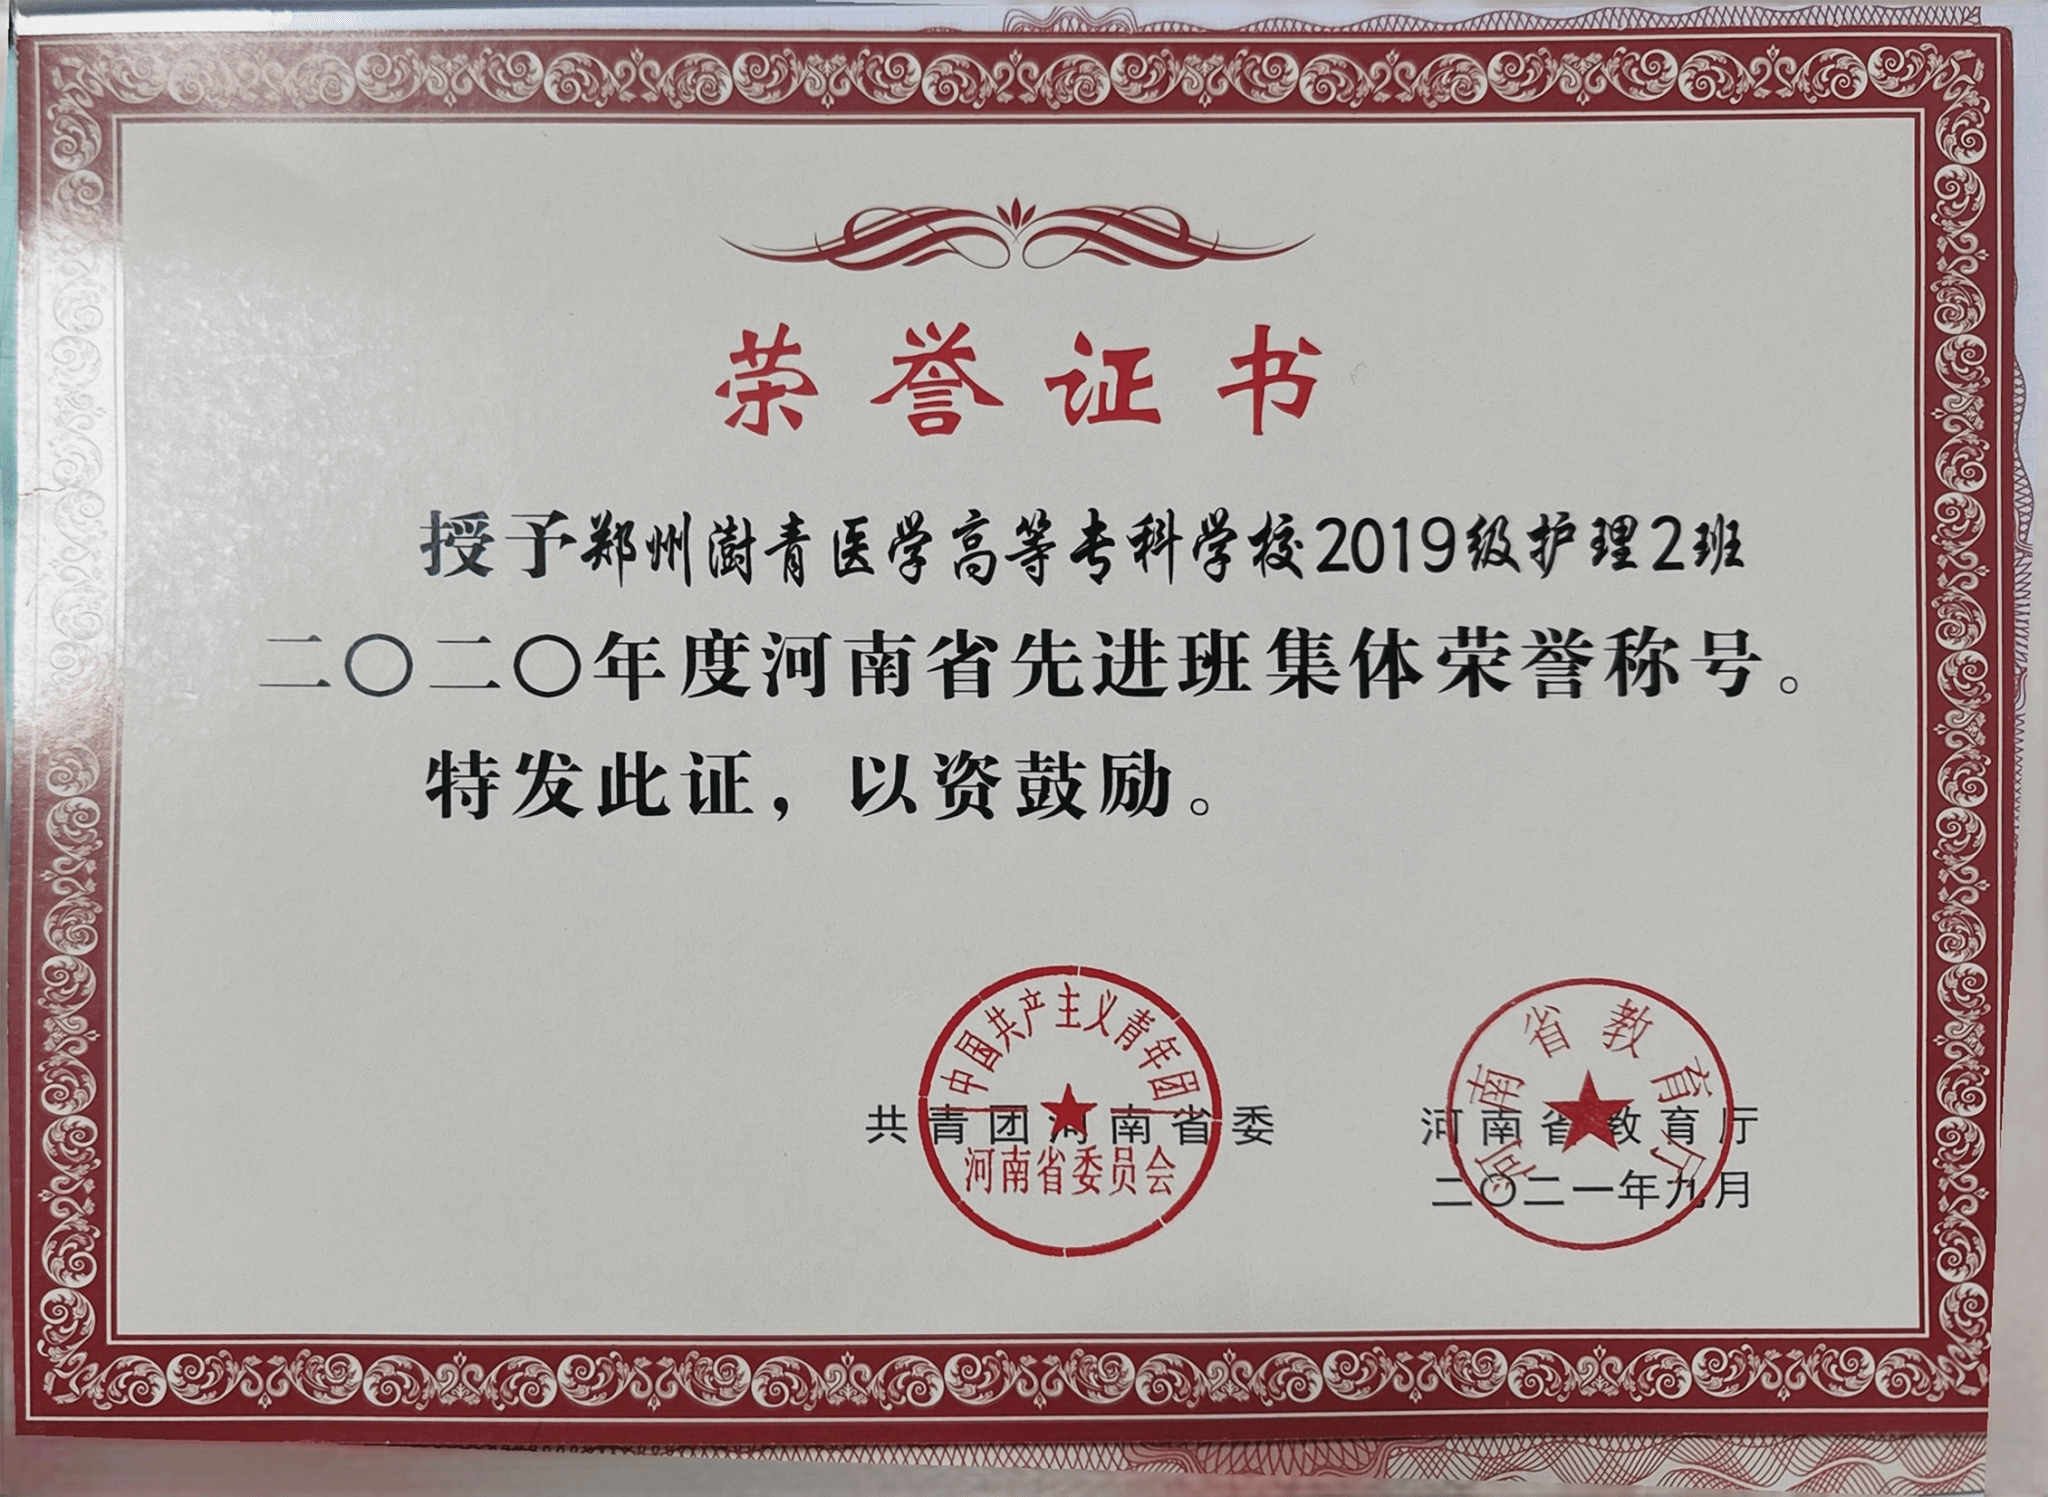 荣誉证书
授予郑州澍青医学高等专科学校2019级护理2班
二〇二〇年度河南省先进班集体荣誉称号。
特发此证，以资鼓励。
中国共产主义青年团
河南省委员会
共青团河南省委
河南省教育厅
河南省教育厅
二〇二一年九月